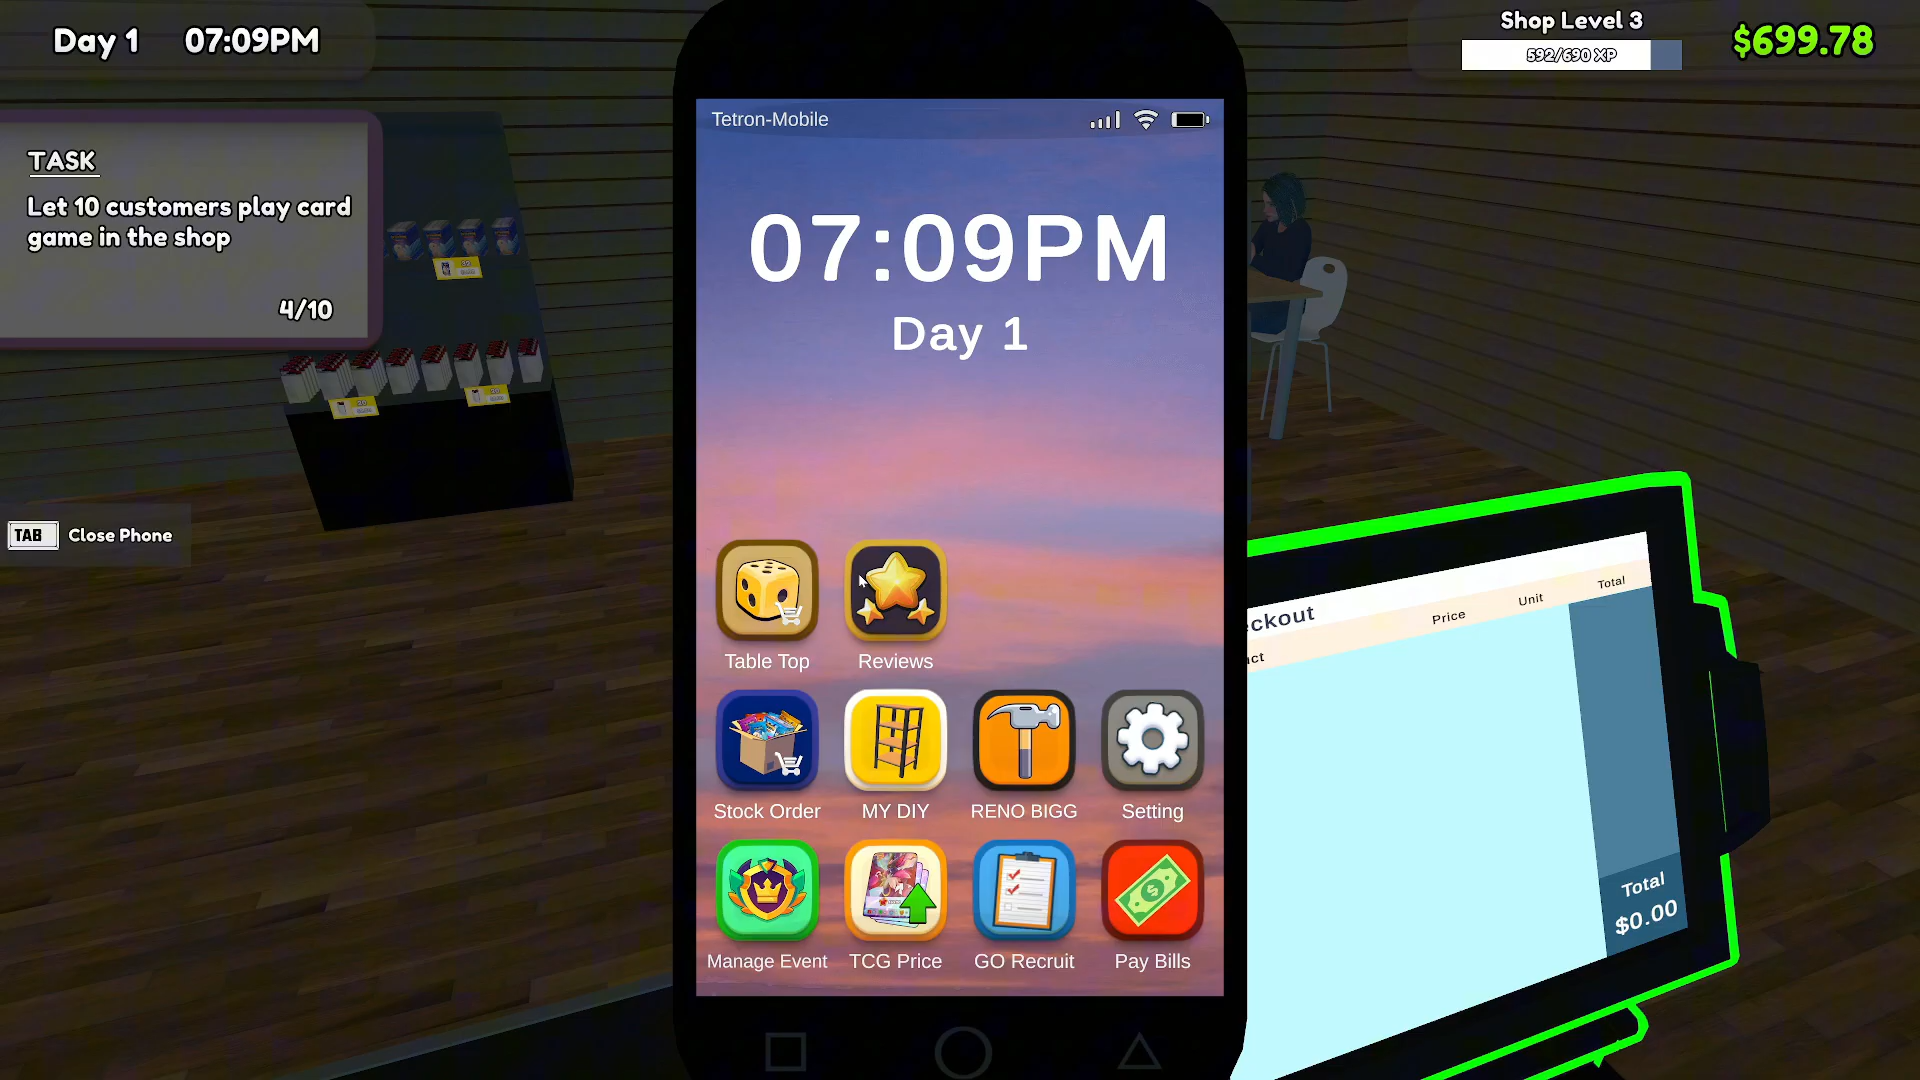 Day 1 07:09PM
Shop Level 3
592/690 XP
$699.78
TASK
Let 10 customers play card
game in the shop
4/10
TAB Close Phone
Tetron-Mobile
07:09PM
Day 1
Table Top
Reviews
Stock Order
MY DIY
RENO BIGG
Setting
Manage Event
TCG Price
GO Recruit
Pay Bills
ckout
Price Unit Total
uct
Total
$0.00